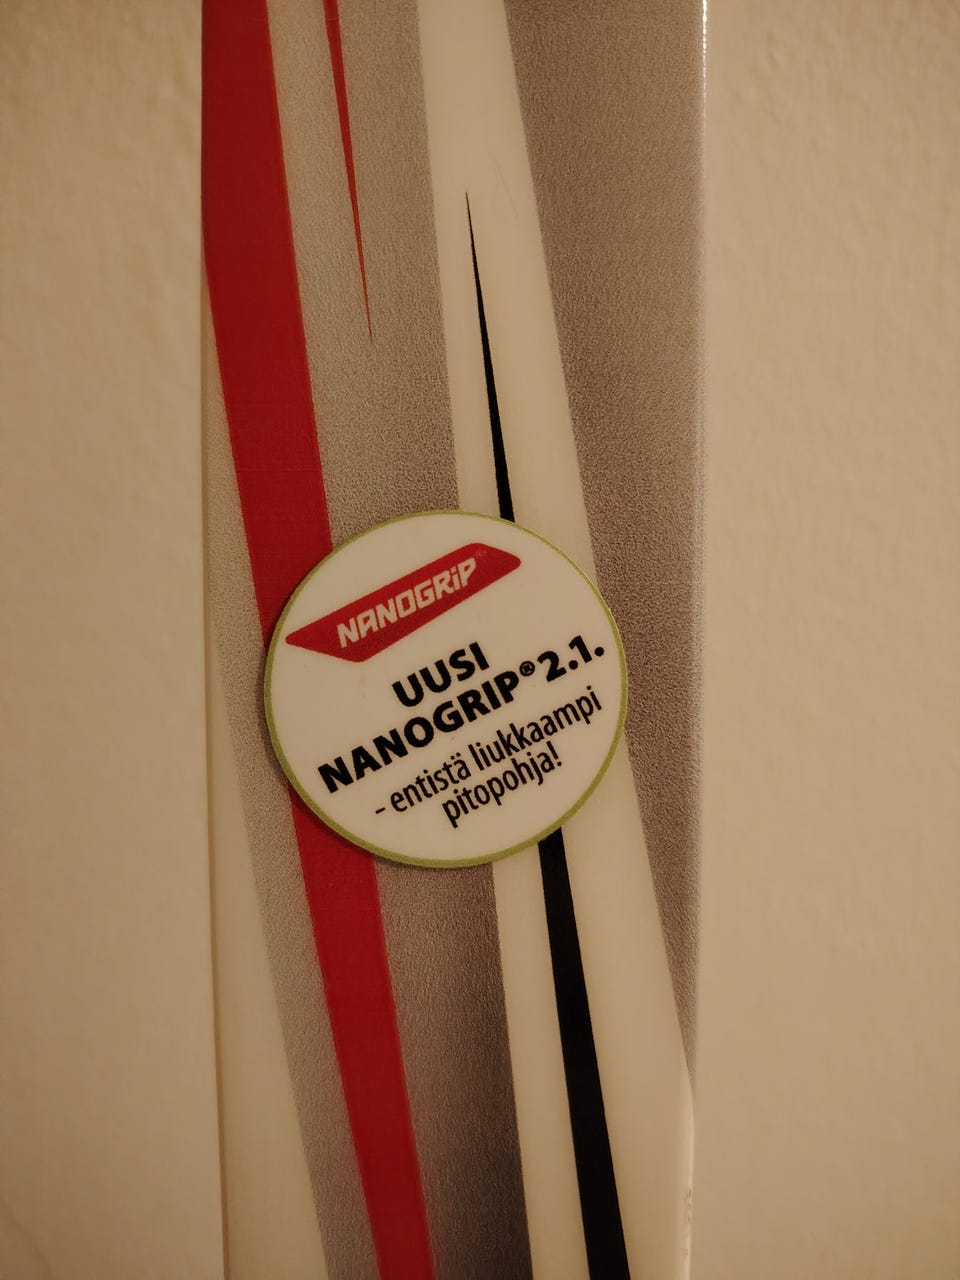 NANOGRiP®
UUSI
NANOGRIP® 2.1.
- entistä liukkaampi
pitopohja!